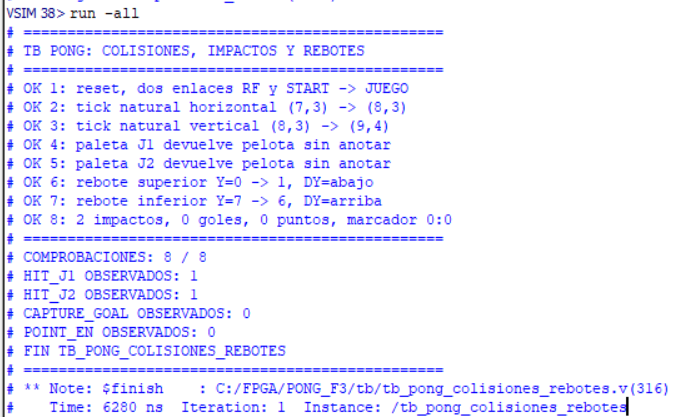 VSIM 38> run -all
# ================================================
# TB PONG: COLISIONES, IMPACTOS Y REBOTES
# ================================================
# OK 1: reset, dos enlaces RF y START -> JUEGO
# OK 2: tick natural horizontal (7,3) -> (8,3)
# OK 3: tick natural vertical (8,3) -> (9,4)
# OK 4: paleta J1 devuelve pelota sin anotar
# OK 5: paleta J2 devuelve pelota sin anotar
# OK 6: rebote superior Y=0 -> 1, DY=abajo
# OK 7: rebote inferior Y=7 -> 6, DY=arriba
# OK 8: 2 impactos, 0 goles, 0 puntos, marcador 0:0
# ================================================
# COMPROBACIONES: 8 / 8
# HIT_J1 OBSERVADOS: 1
# HIT_J2 OBSERVADOS: 1
# CAPTURE_GOAL OBSERVADOS: 0
# POINT_EN OBSERVADOS: 0
# FIN TB_PONG_COLISIONES_REBOTES
# ================================================
# ** Note: $finish    : C:/FPGA/PONG_F3/tb/tb_pong_colisiones_rebotes.v(316)
#    Time: 6280 ns  Iteration: 1  Instance: /tb_pong_colisiones_rebotes